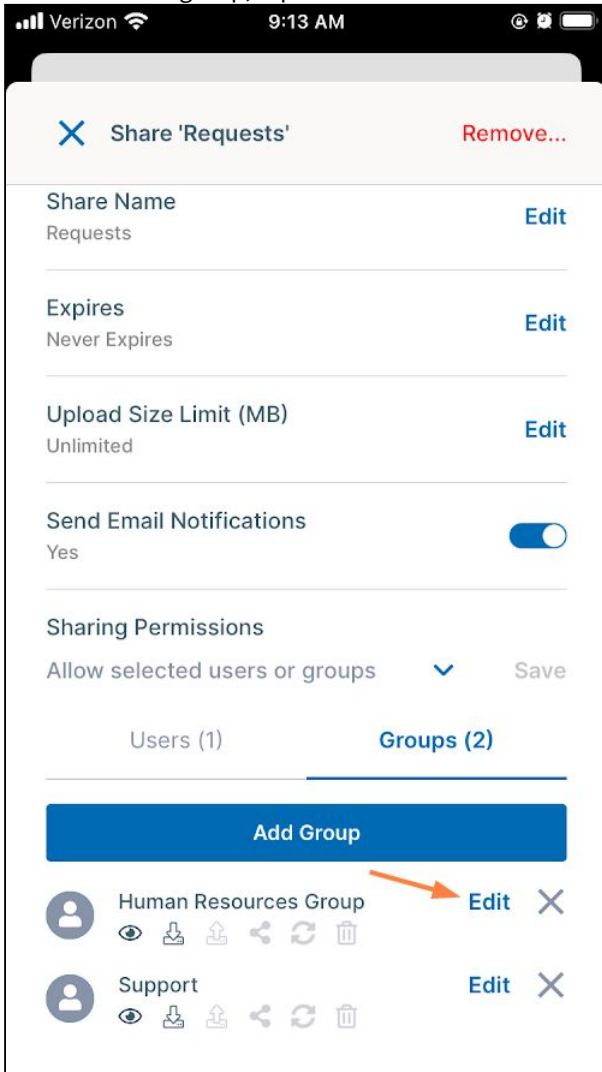 Verizon 9:13 AM
Share 'Requests' Remove...
Share Name Edit
Requests
Expires Edit
Never Expires
Upload Size Limit (MB) Edit
Unlimited
Send Email Notifications
Yes
Sharing Permissions
Allow selected users or groups Save
Users (1) Groups (2)
Add Group
Human Resources Group Edit
Support Edit